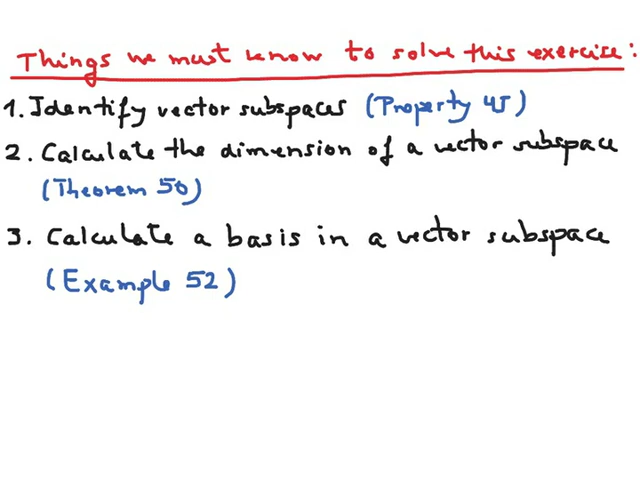 Things we must know to solve this exercise:
1. Identify vector subspaces (Property 45)
2. Calculate the dimension of a vector subspace
(Theorem 50)
3. Calculate a basis in a vector subspace
(Example 52)